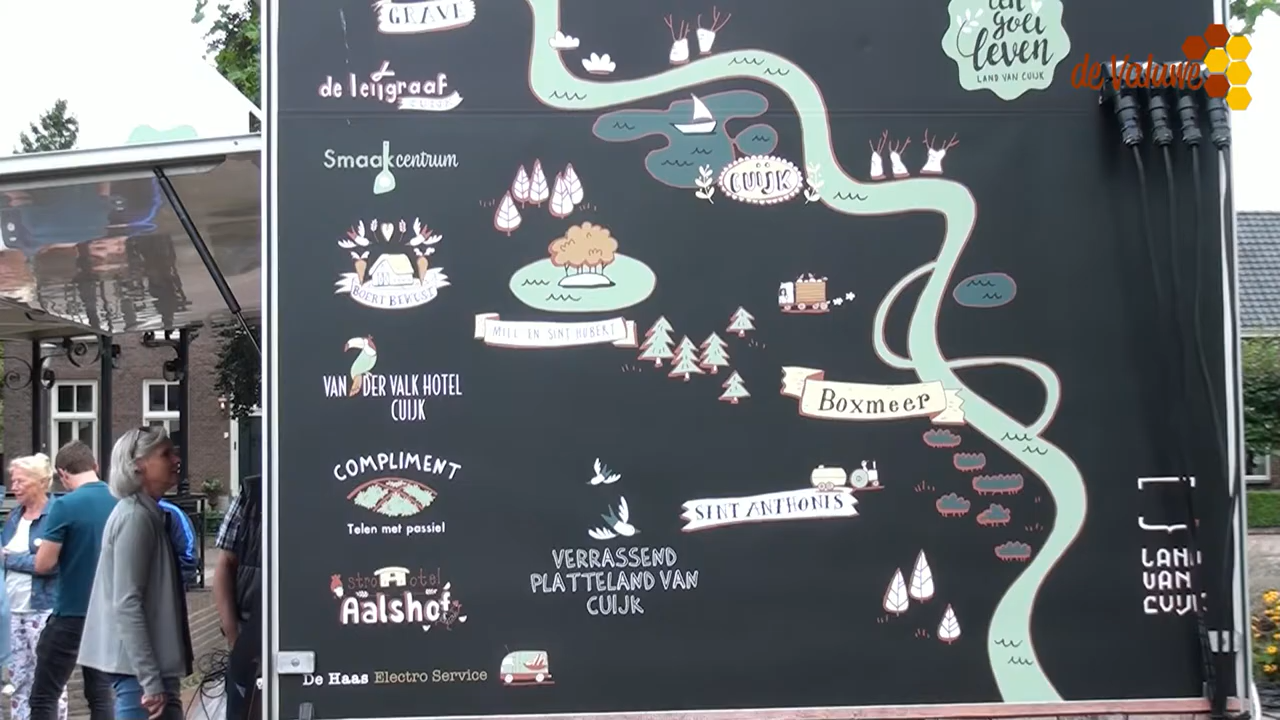 GRAVE
een
goei
leven
LAND VAN CUIJK
de Valuwe
de leijgraaf
CUIJK
Smaakcentrum
CUIJK
BOERT BEWUST
MILL EN SINT HUBERT
VAN DER VALK HOTEL
CUIJK
Boxmeer
COMPLIMENT
Telen met passie!
SINT ANTHONIS
VERRASSEND
PLATTELAND VAN
CUIJK
LAND
VAN
CUIJK
strohotel
Aalshof
De Haas Electro Service